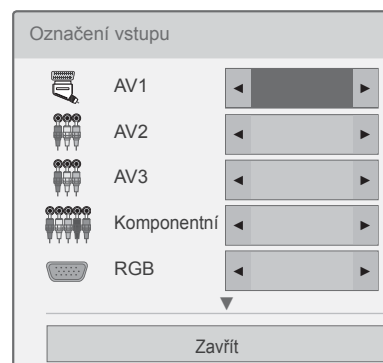 Označení vstupu
AV1
AV2
AV3
Komponentní
RGB
Zavřít